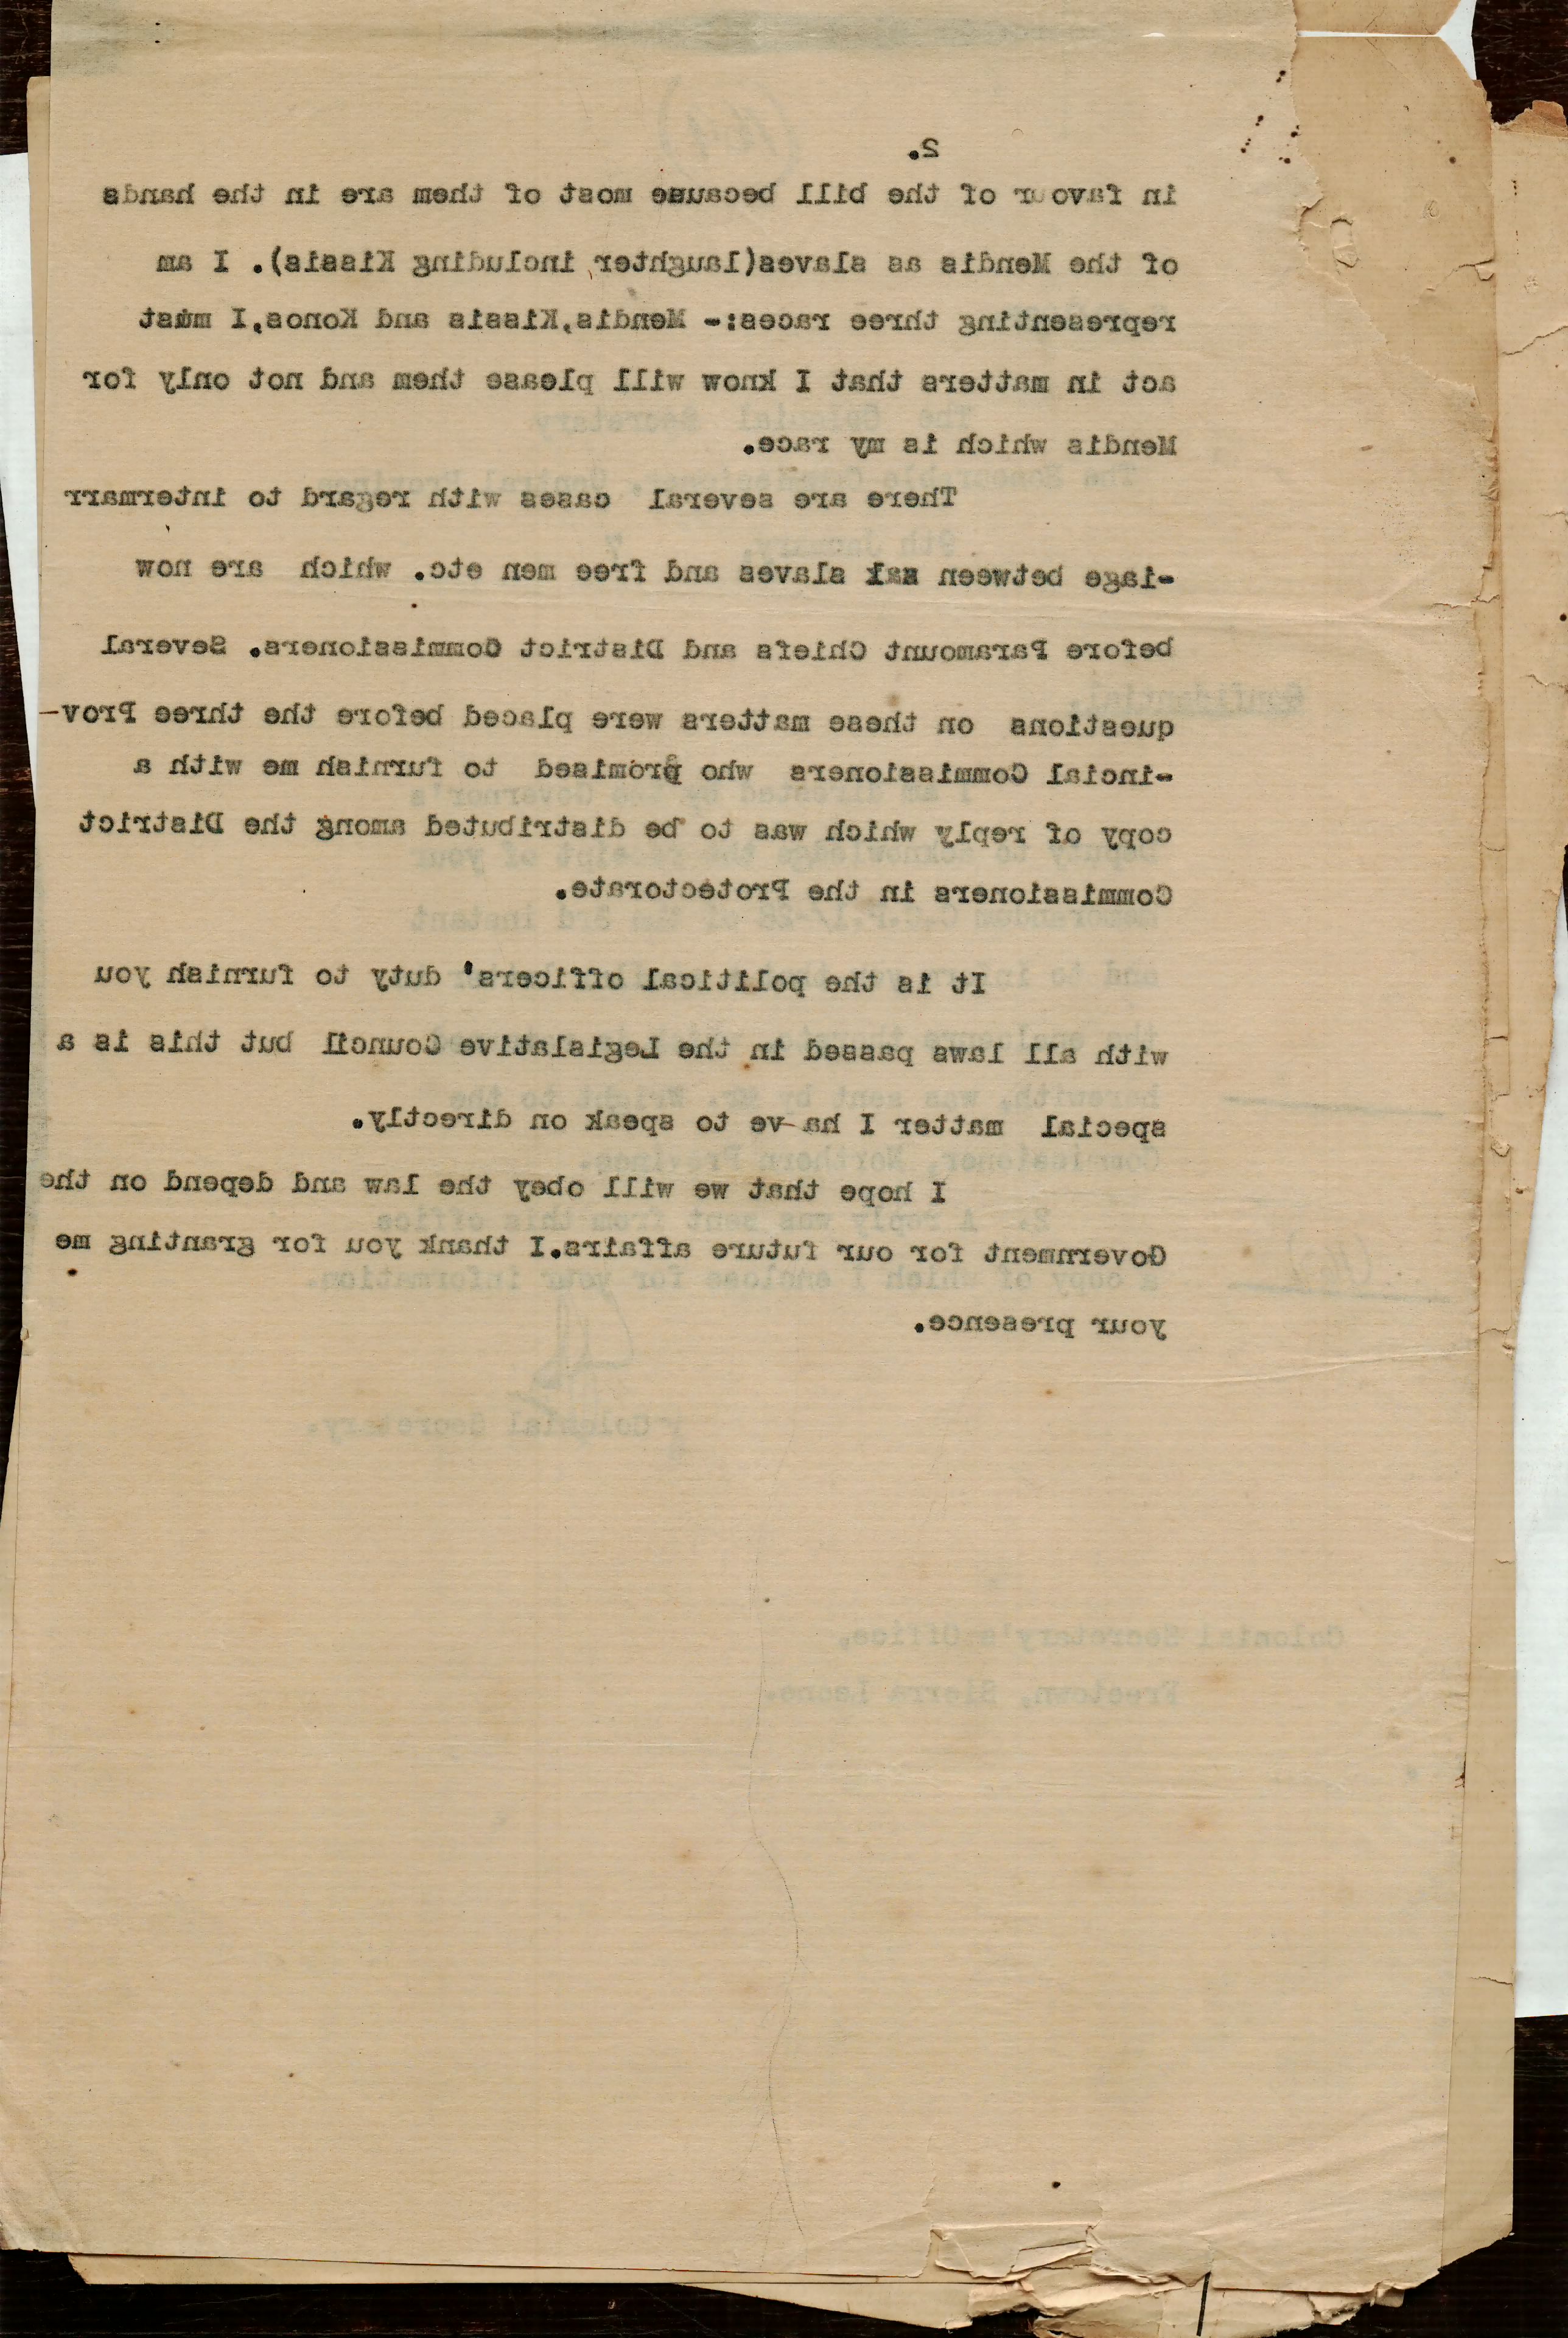 2.
in favour of the bill because most of them are in the hands
of the Mendis as slaves(laughter, including Kissis). I am
representing three races:- Mendis,Kissis and Konos,I must
act in matters that I know will please them and not only for
Mendis which is my race.
There are several cases with regard to intermarr
-iage between slaves and free men etc. which are now
before Paramount Chiefs and District Commissioners. Several
questions on these matters were placed before the three Prov-
-incial Commissioners who promised to furnish me with a
copy of reply which was to be distributed among the District
Commissioners in the Protectorate.
It is the political officers' duty to furnish you
with all laws passed in the Legislative Council but this is a
special matter I ha-ve to speak on directly.
I hope that we will obey the law and depend on the
Government for our future affairs.I thank you for granting me
your presence.
Colonial Secretary.
Colonial Secretary's Office,
Freetown, Sierra Leone.